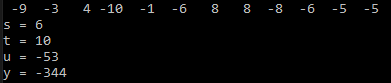 -9 -3 4 -10 -1 -6 8 8 -8 -6 -5 -5
s = 6
t = 10
u = -53
y = -344